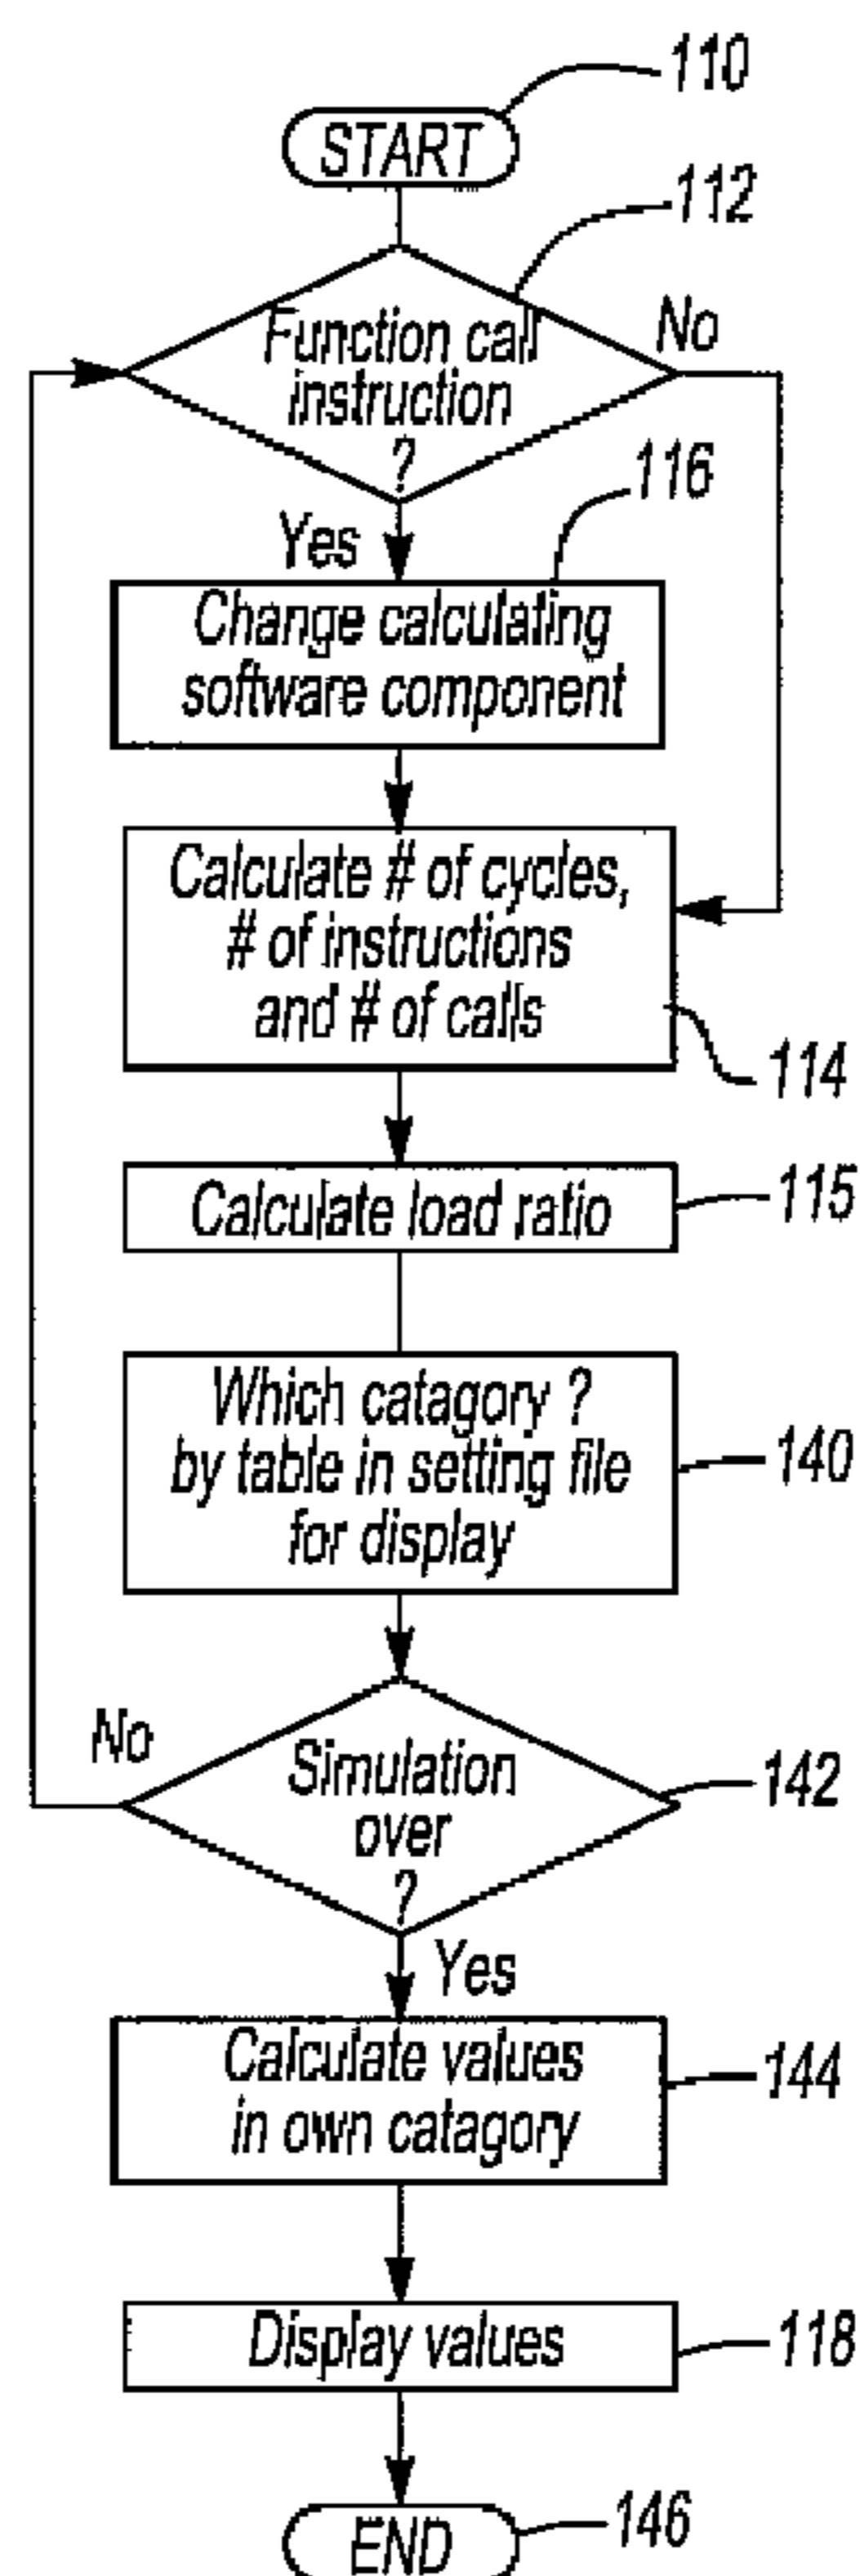 110
START
112
Function call
instruction
?
No
Yes
116
Change calculating
software component
Calculate # of cycles,
# of instructions
and # of calls
114
Calculate load ratio
115
Which catagory ?
by table in setting file
for display
140
No
Simulation
over
?
142
Yes
Calculate values
in own catagory
144
Display values
118
END
146